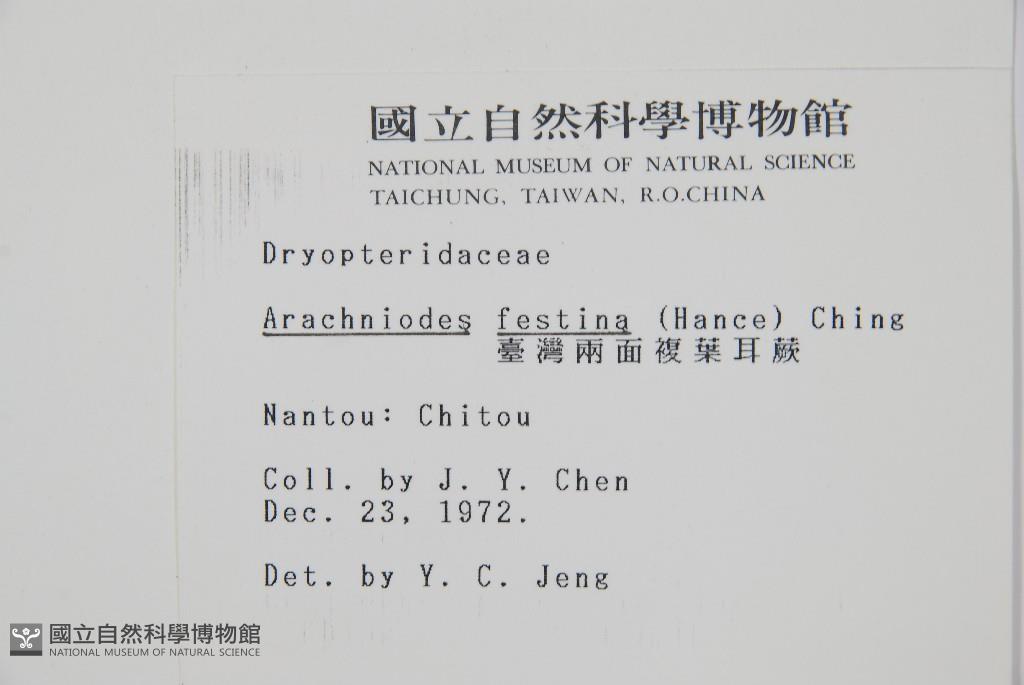 國立自然科學博物館
NATIONAL MUSEUM OF NATURAL SCIENCE
TAICHUNG, TAIWAN, R.O.CHINA
Dryopteridaceae
Arachniodes festina (Hance) Ching
臺灣兩面複葉耳蕨
Nantou: Chitou
Coll. by J. Y. Chen
Dec. 23, 1972.
Det. by Y. C. Jeng
國立自然科學博物館
NATIONAL MUSEUM OF NATURAL SCIENCE